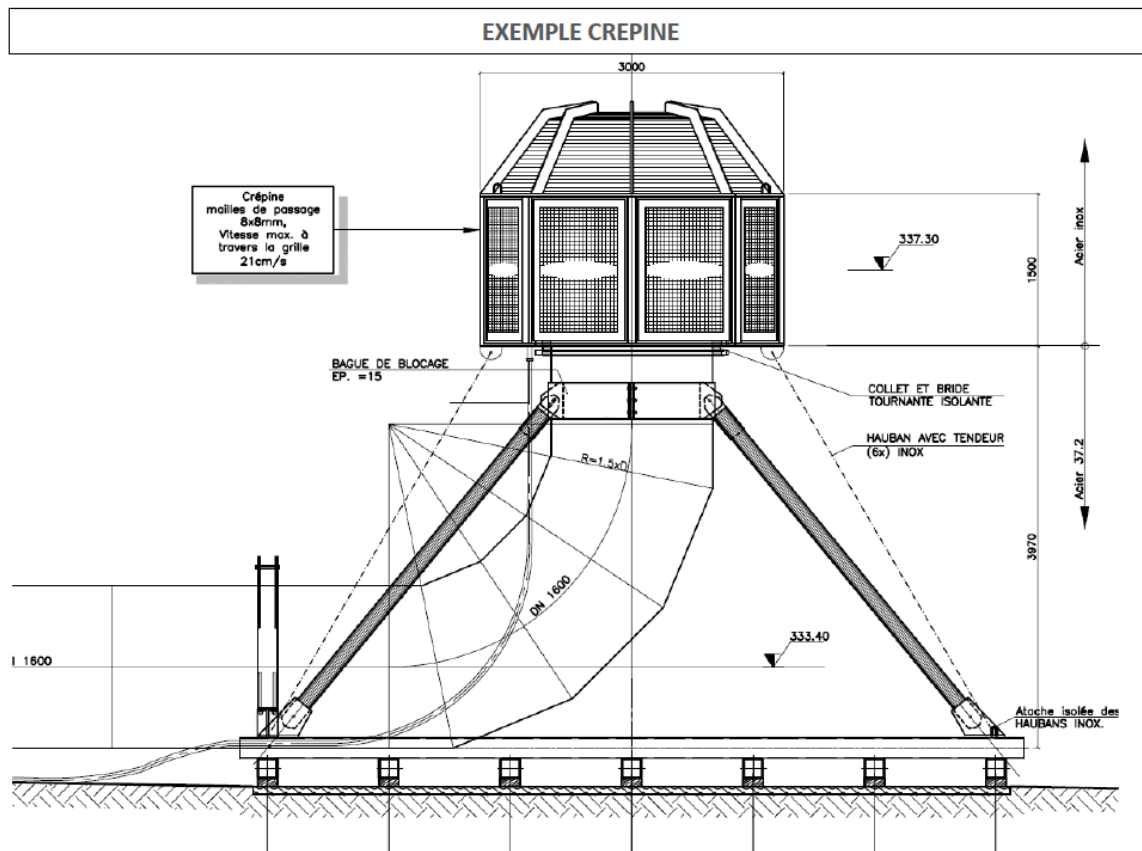 EXEMPLE CREPINE
3000
Crépine
mailles de passage
8x8mm,
Vitesse max. à
travers la grille
21cm/s
337.30
Acier inox
1500
BAGUE DE BLOCAGE
EP. =15
COLLET ET BRIDE
TOURNANTE ISOLANTE
HAUBAN AVEC TENDEUR
(6x) INOX
R=1.5xD
Acier 37.2
3970
DN 1600
333.40
1600
Atache isolée des
HAUBANS INOX.